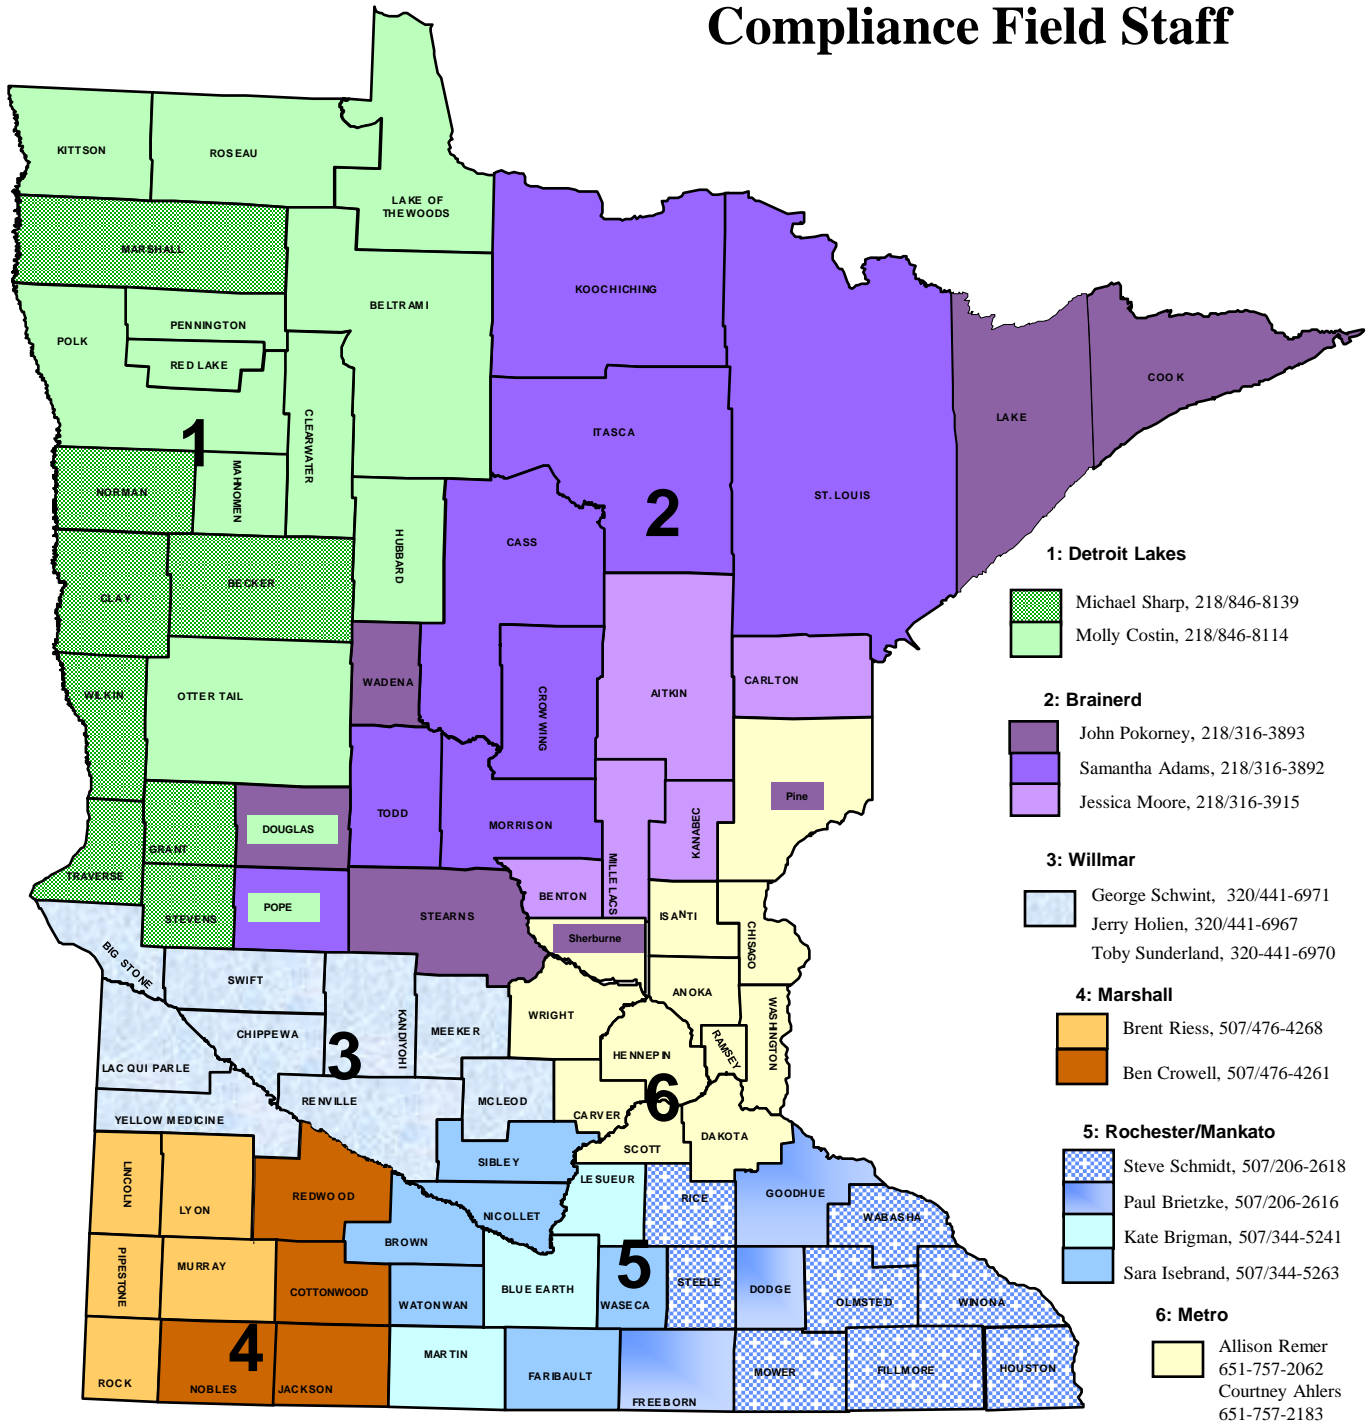 Compliance Field Staff
KITTSON
ROSEAU
LAKE OF
THE WOODS
MARSHALL
KOOCHICHING
BELTRAMI
PENNINGTON
POLK
RED LAKE
COOK
LAKE
CLEARWATER
1
ITASCA
MAHNOMEN
NORMAN
ST. LOUIS
2
HUBBARD
CASS
BECKER
CLAY
1: Detroit Lakes
Michael Sharp, 218/846-8139
Molly Costin, 218/846-8114
WADENA
WILKIN
OTTER TAIL
CROW WING
AITKIN
CARLTON
2: Brainerd
John Pokorney, 218/316-3893
Samantha Adams, 218/316-3892
Jessica Moore, 218/316-3915
Pine
TODD
MORRISON
DOUGLAS
KANABEC
GRANT
MILLE LACS
TRAVERSE
BENTON
POPE
STEVENS
STEARNS
ISANTI
CHISAGO
Sherburne
3: Willmar
George Schwint, 320/441-6971
Jerry Holien, 320/441-6967
Toby Sunderland, 320-441-6970
BIG STONE
SWIFT
ANOKA
WRIGHT
WASHINGTON
CHIPPEWA
KANDIYOHI
MEEKER
HENNEPIN
RAMSEY
3
LAC QUI PARLE
RENVILLE
MCLEOD
6
CARVER
YELLOW MEDICINE
SCOTT
DAKOTA
4: Marshall
Brent Riess, 507/476-4268
Ben Crowell, 507/476-4261
SIBLEY
LINCOLN
LYON
REDWOOD
LE SUEUR
RICE
GOODHUE
NICOLLET
WABASHA
BROWN
5: Rochester/Mankato
Steve Schmidt, 507/206-2618
Paul Brietzke, 507/206-2616
Kate Brigman, 507/344-5241
Sara Isebrand, 507/344-5263
PIPESTONE
MURRAY
COTTONWOOD
WATONWAN
BLUE EARTH
WASECA
5
STEELE
DODGE
OLMSTED
WINONA
4
ROCK
NOBLES
JACKSON
MARTIN
FARIBAULT
FREEBORN
MOWER
FILLMORE
HOUSTON
6: Metro
Allison Remer
651-757-2062
Courtney Ahlers
651-757-2183